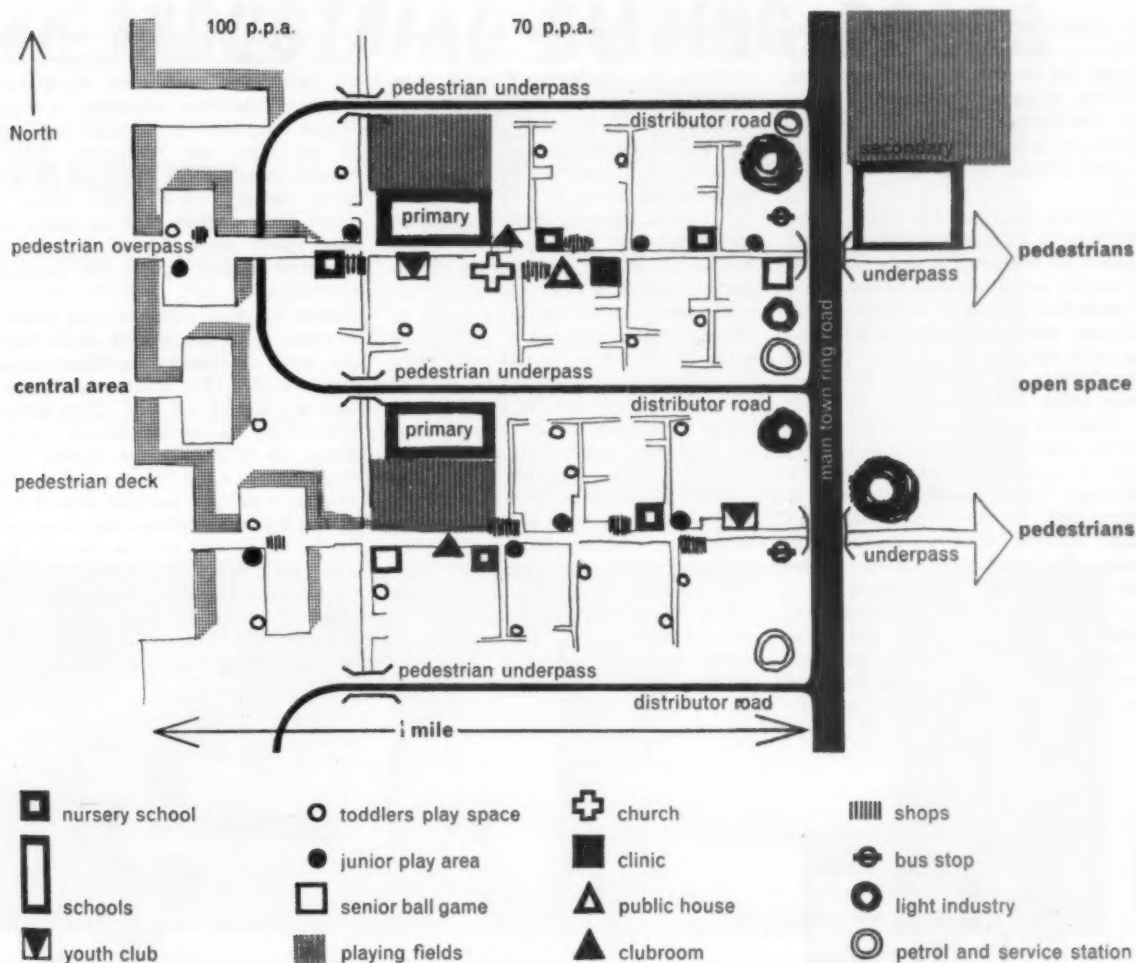 100 p.p.a.
70 p.p.a.
North
pedestrian underpass
distributor road
secondary
primary
pedestrian overpass
underpass
pedestrians
pedestrian underpass
central area
distributor road
open space
primary
main town ring road
pedestrian deck
underpass
pedestrians
pedestrian underpass
distributor road
mile
nursery school
toddlers play space
church
shops
junior play area
clinic
bus stop
schools
senior ball game
public house
light industry
youth club
playing fields
clubroom
petrol and service station